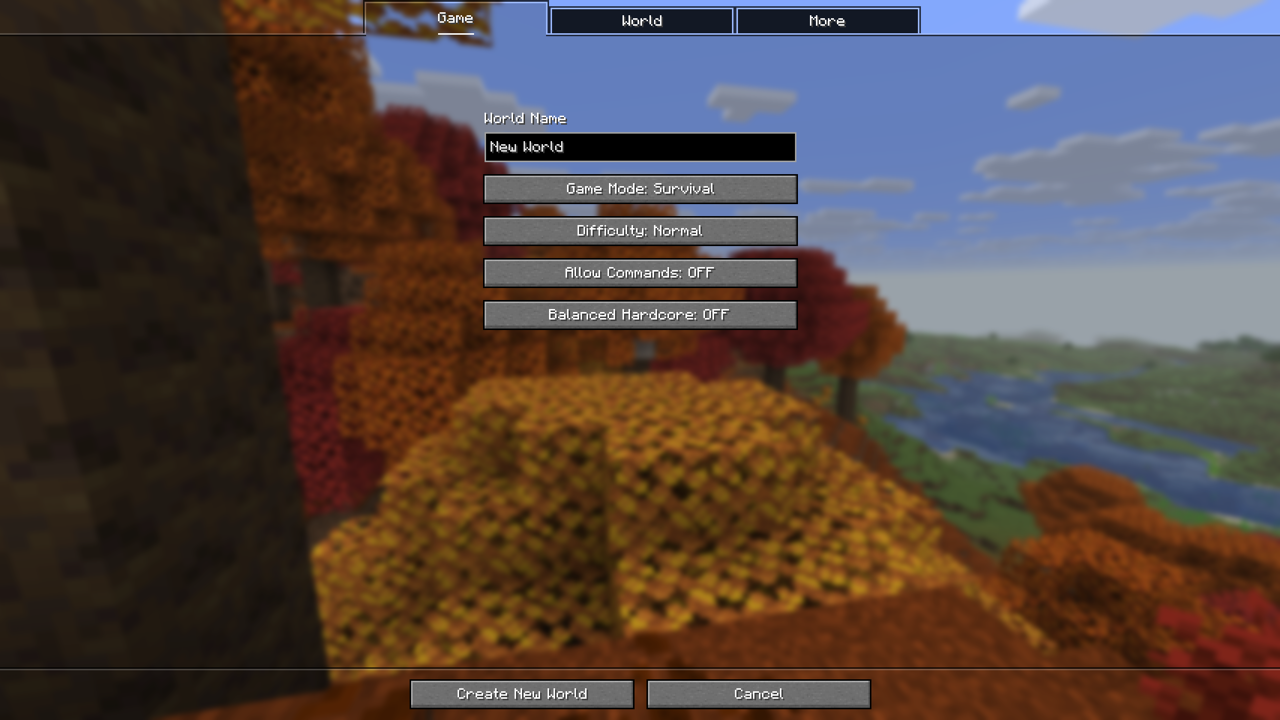 Game
World
More
World Name
New World
Game Mode: Survival
Difficulty: Normal
Allow Commands: OFF
Balanced Hardcore: OFF
Create New World
Cancel